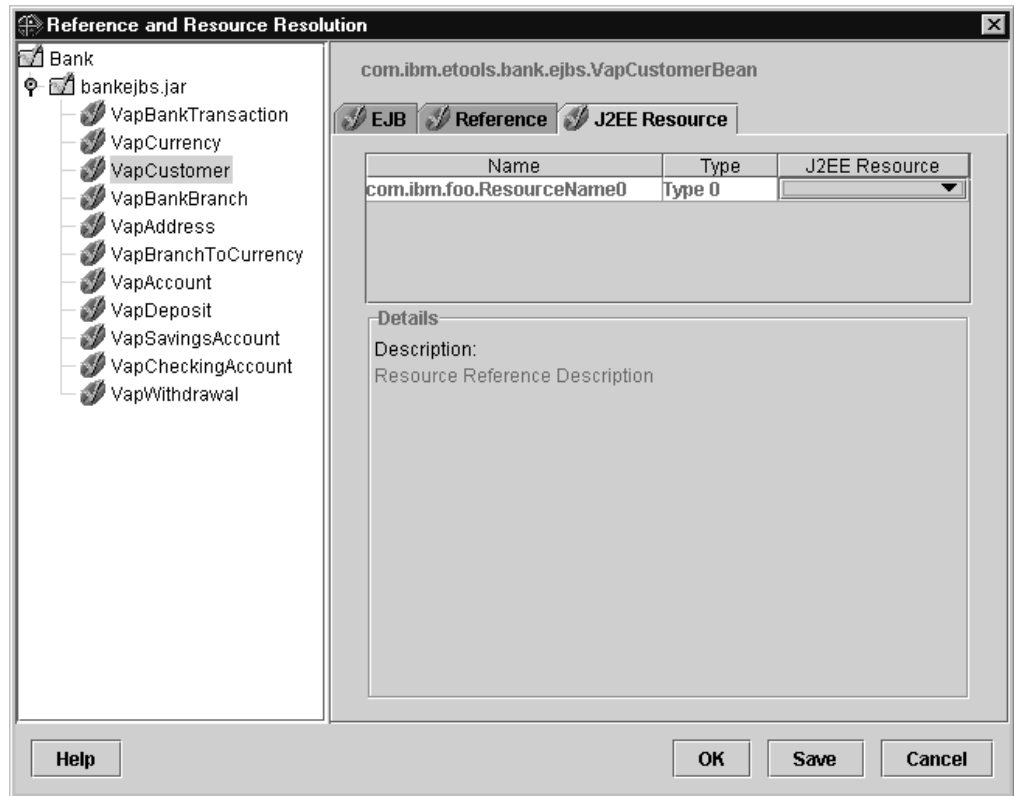 Reference and Resource Resolution
Bank
bankejbs.jar
VapBankTransaction
VapCurrency
VapCustomer
VapBankBranch
VapAddress
VapBranchToCurrency
VapAccount
VapDeposit
VapSavingsAccount
VapCheckingAccount
VapWithdrawal
com.ibm.etools.bank.ejbs.VapCustomerBean
EJB Reference J2EE Resource
Name Type J2EE Resource
com.ibm.foo.ResourceName0 Type 0
Details
Description:
Resource Reference Description
Help OK Save Cancel